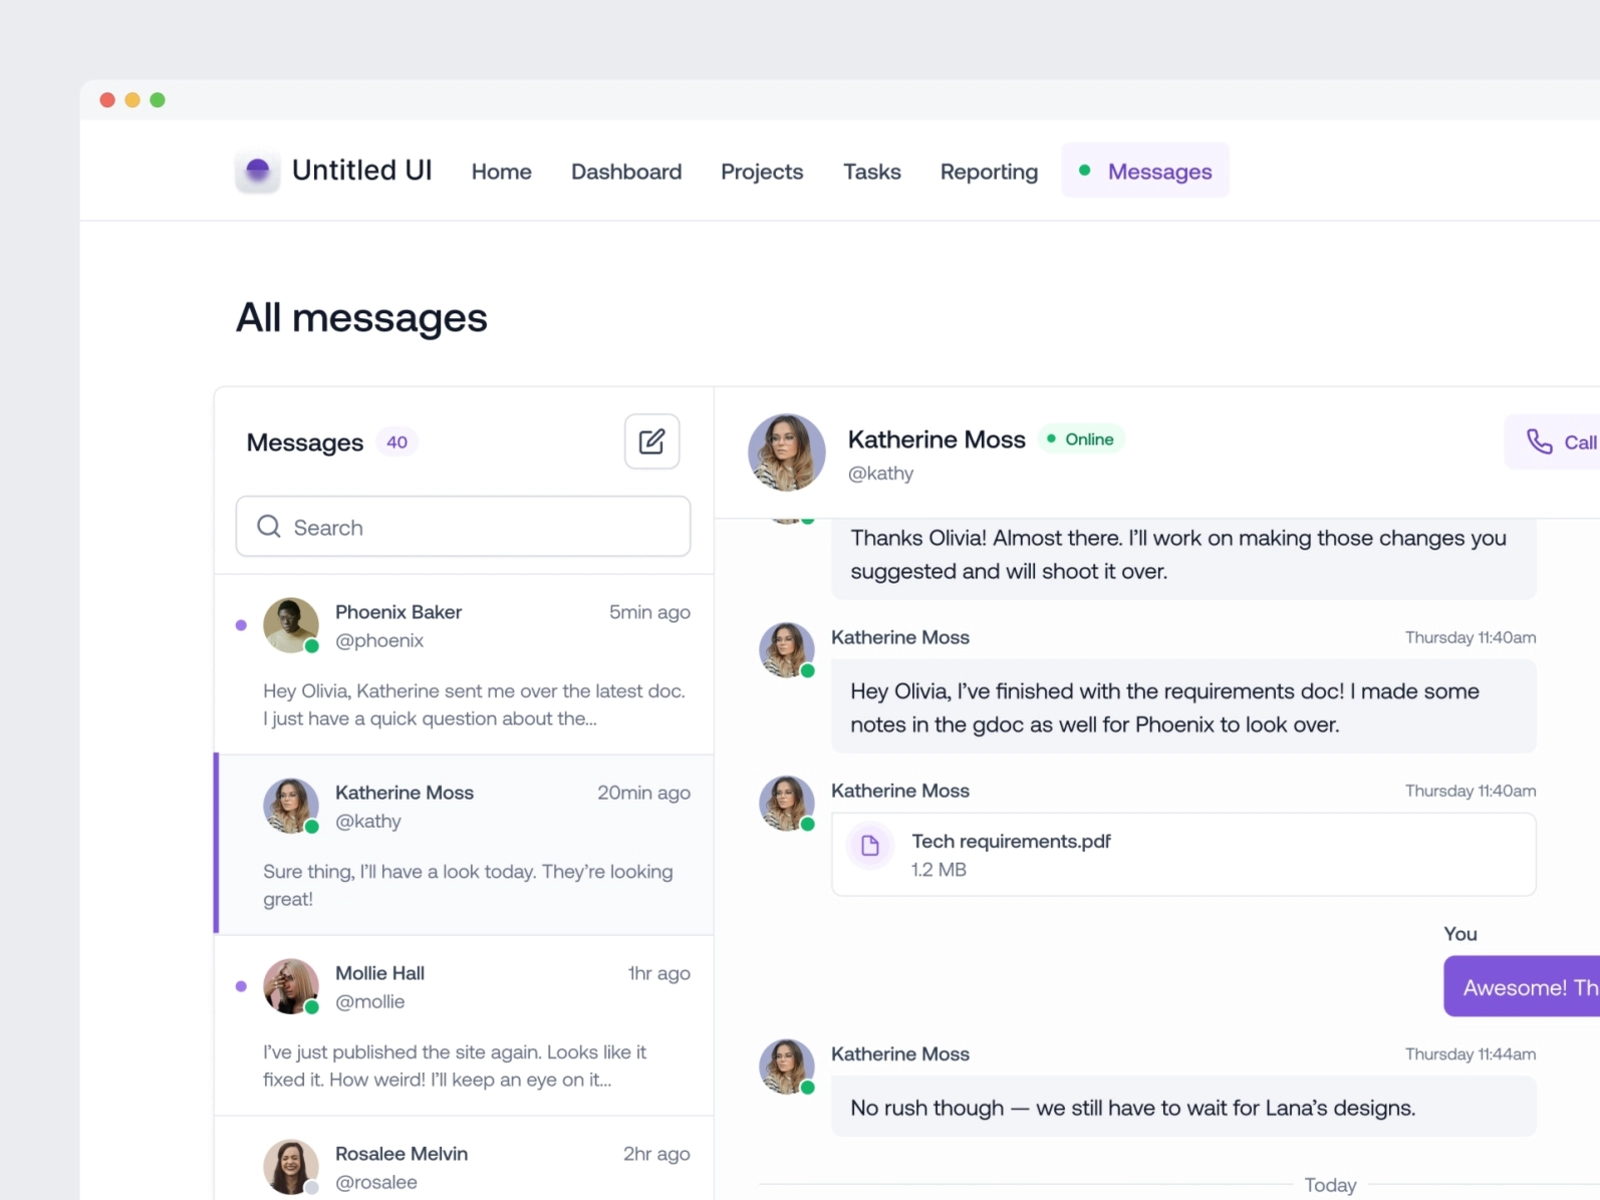 Untitled UI
Home
Dashboard
Projects
Tasks
Reporting
Messages
All messages
Messages 40
Search
Phoenix Baker
5min ago
@phoenix
Hey Olivia, Katherine sent me over the latest doc.
I just have a quick question about the...
Katherine Moss
20min ago
@kathy
Sure thing, I’ll have a look today. They’re looking
great!
Mollie Hall
1hr ago
@mollie
I’ve just published the site again. Looks like it
fixed it. How weird! I’ll keep an eye on it...
Rosalee Melvin
2hr ago
@rosalee
Katherine Moss
Online
@kathy
Call
Thanks Olivia! Almost there. I’ll work on making those changes you
suggested and will shoot it over.
Katherine Moss
Thursday 11:40am
Hey Olivia, I’ve finished with the requirements doc! I made some
notes in the gdoc as well for Phoenix to look over.
Katherine Moss
Thursday 11:40am
Tech requirements.pdf
1.2 MB
You
Awesome!
Katherine Moss
Thursday 11:44am
No rush though — we still have to wait for Lana’s designs.
Today